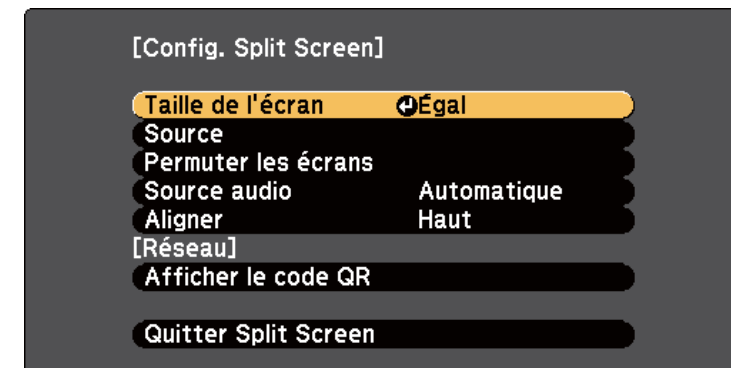 [Config. Split Screen]
Taille de l'écran Égal
Source
Permuter les écrans
Source audio Automatique
Aligner Haut
[Réseau]
Afficher le code QR
Quitter Split Screen